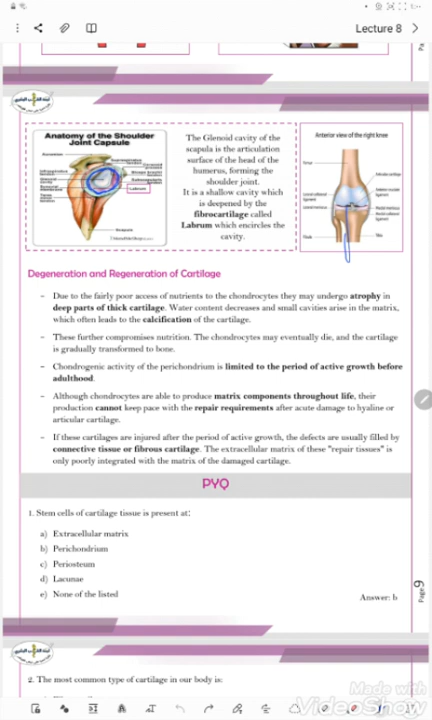 Lecture 8
Anatomy of the Shoulder
Joint Capsule
Labrum
The Glenoid cavity of the
scapula is the articulation
surface of the head of the
humerus, forming the
shoulder joint.
It is a shallow cavity which
is deepened by the
fibrocartilage called
Labrum which encircles the
cavity.
Anterior view of the right knee
Degeneration and Regeneration of Cartilage
- Due to the fairly poor access of nutrients to the chondrocytes they may undergo atrophy in
deep parts of thick cartilage. Water content decreases and small cavities arise in the matrix,
which often leads to the calcification of the cartilage.
- These further compromises nutrition. The chondrocytes may eventually die, and the cartilage
is gradually transformed to bone.
- Chondrogenic activity of the perichondrium is limited to the period of active growth before
adulthood.
- Although chondrocytes are able to produce matrix components throughout life, their
production cannot keep pace with the repair requirements after acute damage to hyaline or
articular cartilage.
- If these cartilages are injured after the period of active growth, the defects are usually filled by
connective tissue or fibrous cartilage. The extracellular matrix of these "repair tissues" is
only poorly integrated with the matrix of the damaged cartilage.
PYQ
1. Stem cells of cartilage tissue is present at:
a) Extracellular matrix
b) Perichondrium
c) Periosteum
d) Lacunae
e) None of the listed
Answer: b
Page 9
2. The most common type of cartilage in our body is:
Made with
VideoShow